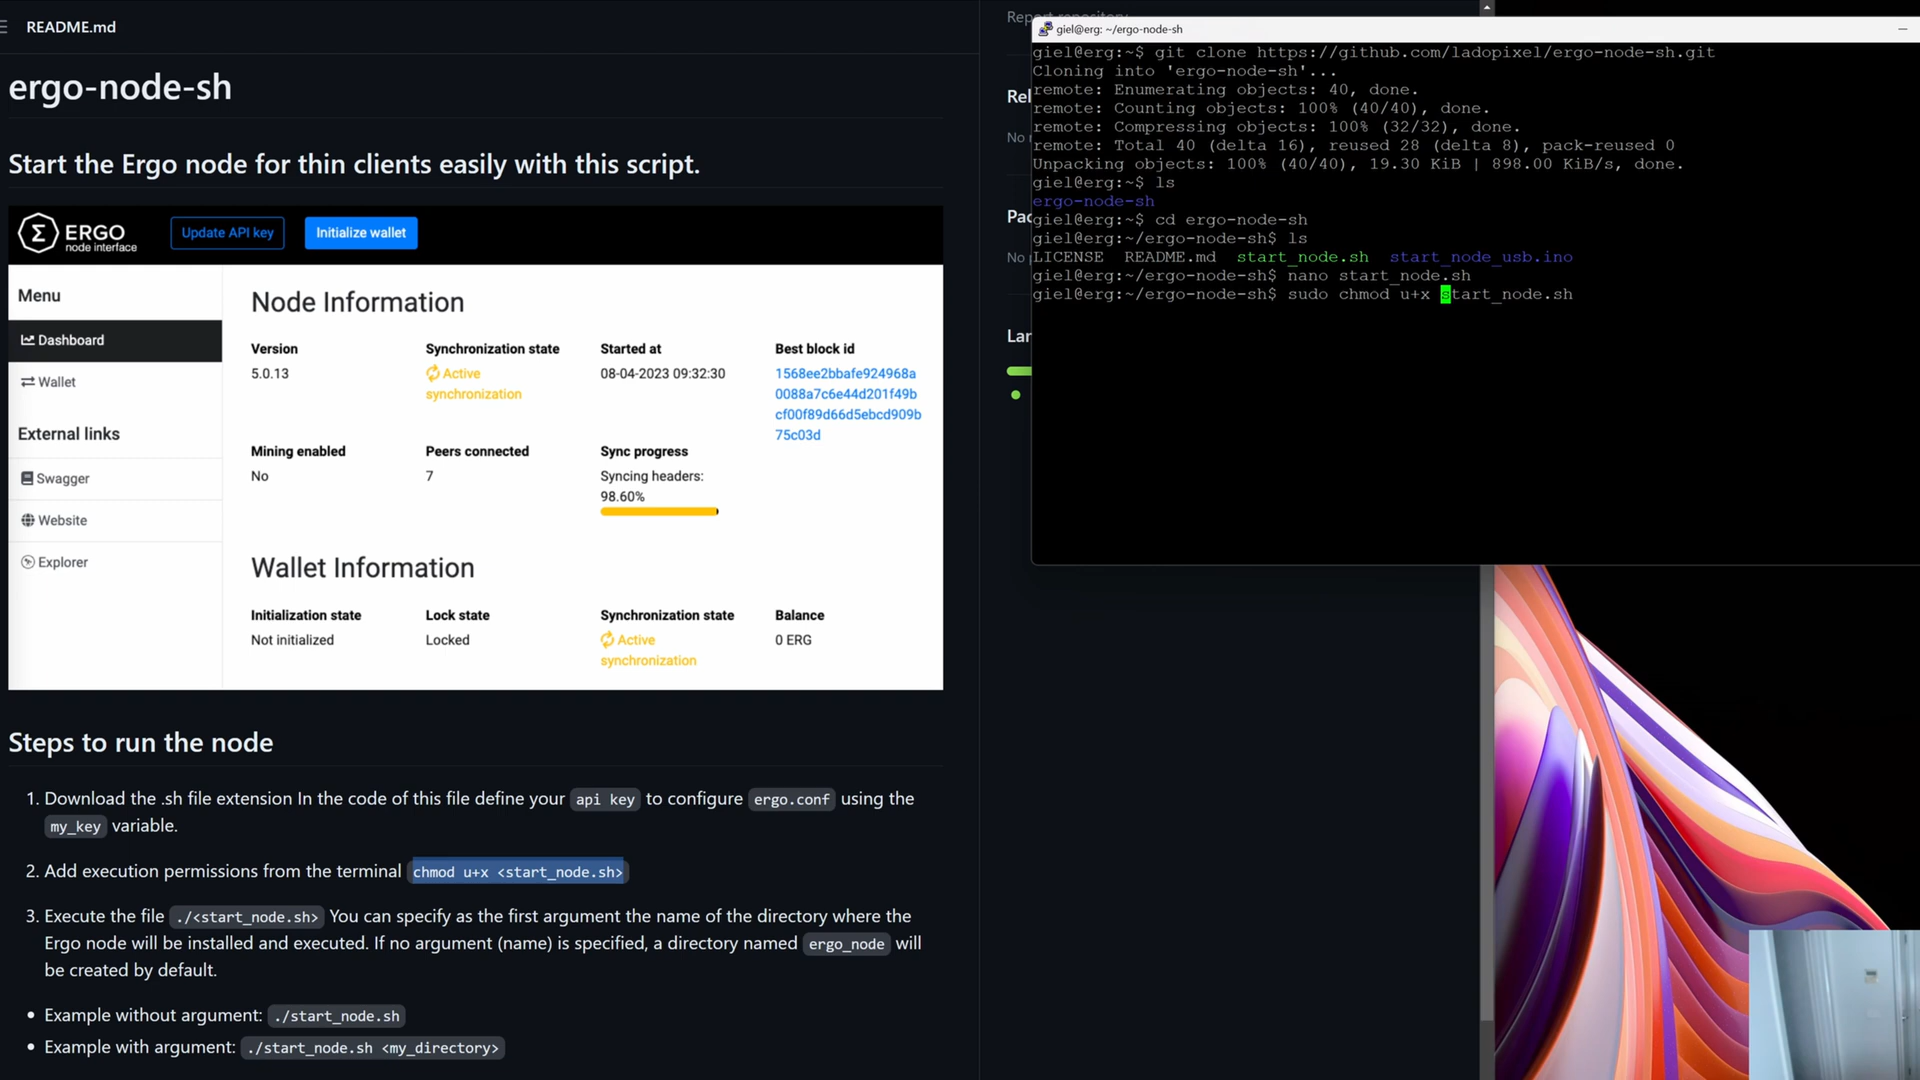 README.md
ergo-node-sh
Start the Ergo node for thin clients easily with this script.
ERGO
node interface
Update API key
Initialize wallet
Menu
Dashboard
Wallet
External links
Swagger
Website
Explorer
Node Information
Version
5.0.13
Synchronization state
Active
synchronization
Started at
08-04-2023 09:32:30
Best block id
1568ee2bbafe924968a
0088a7c6e44d201f49b
cf00f89d66d5ebcd909b
75c03d
Mining enabled
No
Peers connected
7
Sync progress
Syncing headers:
98.60%
Wallet Information
Initialization state
Not initialized
Lock state
Locked
Synchronization state
Active
synchronization
Balance
0 ERG
Steps to run the node
1. Download the .sh file extension In the code of this file define your api key to configure ergo.conf using the
my_key variable.
2. Add execution permissions from the terminal chmod u+x <start_node.sh>
3. Execute the file ./<start_node.sh> You can specify as the first argument the name of the directory where the
Ergo node will be installed and executed. If no argument (name) is specified, a directory named ergo_node will
be created by default.
• Example without argument: ./start_node.sh
• Example with argument: ./start_node.sh <my_directory>
Report repository
Rel
No
Pac
No
Lar
giel@erg: ~/ergo-node-sh
giel@erg:~$ git clone https://github.com/ladopixel/ergo-node-sh.git
Cloning into 'ergo-node-sh'...
remote: Enumerating objects: 40, done.
remote: Counting objects: 100% (40/40), done.
remote: Compressing objects: 100% (32/32), done.
remote: Total 40 (delta 16), reused 28 (delta 8), pack-reused 0
Unpacking objects: 100% (40/40), 19.30 KiB | 898.00 KiB/s, done.
giel@erg:~$ ls
ergo-node-sh
giel@erg:~$ cd ergo-node-sh
giel@erg:~/ergo-node-sh$ ls
LICENSE README.md start_node.sh start_node_usb.ino
giel@erg:~/ergo-node-sh$ nano start_node.sh
giel@erg:~/ergo-node-sh$ sudo chmod u+x start_node.sh